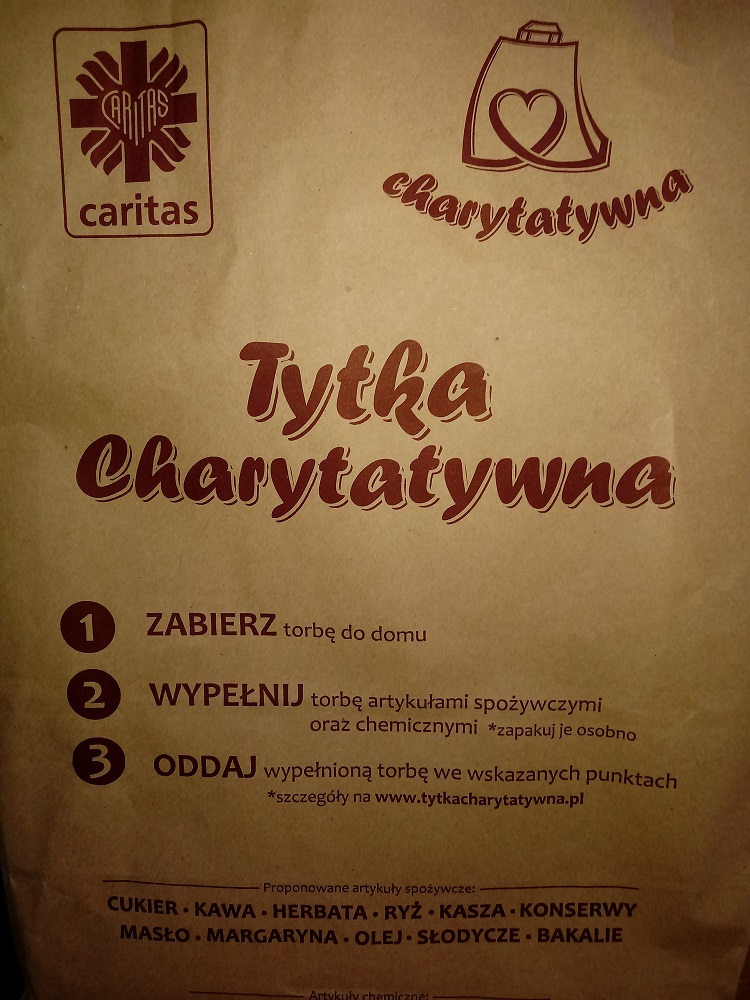 CARITAS
caritas
charytatywna
Tytka
Charytatywna
1 ZABIERZ torbę do domu
2 WYPEŁNIJ torbę artykułami spożywczymi
oraz chemicznymi *zapakuj je osobno
3 ODDAJ wypełnioną torbę we wskazanych punktach
*szczegóły na www.tytkacharytatywna.pl
Proponowane artykuły spożywcze:
CUKIER • KAWA • HERBATA • RYŻ • KASZA • KONSERWY
MASŁO • MARGARYNA • OLEJ • SŁODYCZE • BAKALIE
Artykuły chemiczne: